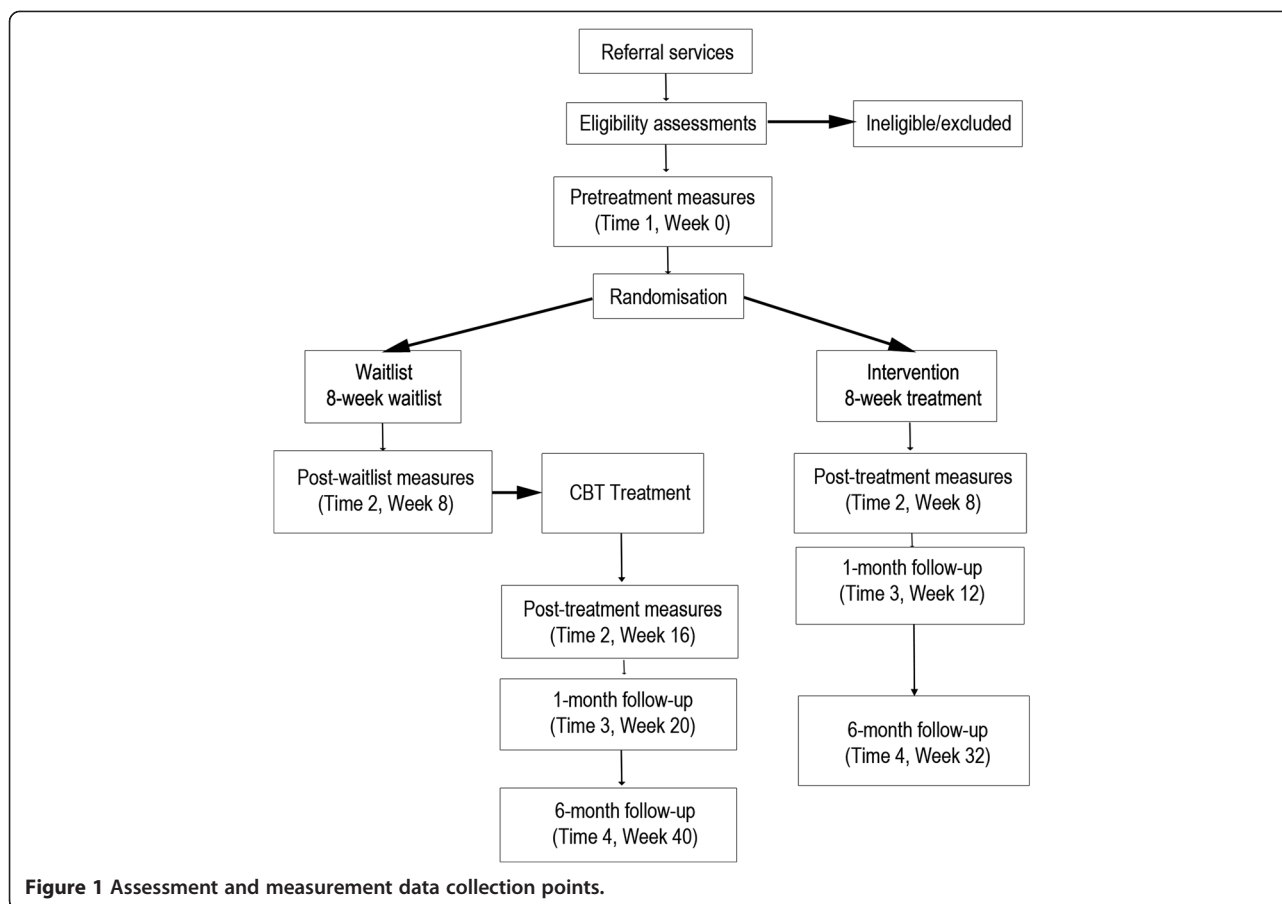 Referral services
Eligibility assessments
Ineligible/excluded
Pretreatment measures
(Time 1, Week 0)
Randomisation
Waitlist
8-week waitlist
Intervention
8-week treatment
Post-waitlist measures
(Time 2, Week 8)
CBT Treatment
Post-treatment measures
(Time 2, Week 8)
1-month follow-up
(Time 3, Week 12)
Post-treatment measures
(Time 2, Week 16)
1-month follow-up
(Time 3, Week 20)
6-month follow-up
(Time 4, Week 32)
6-month follow-up
(Time 4, Week 40)
Figure 1 Assessment and measurement data collection points.